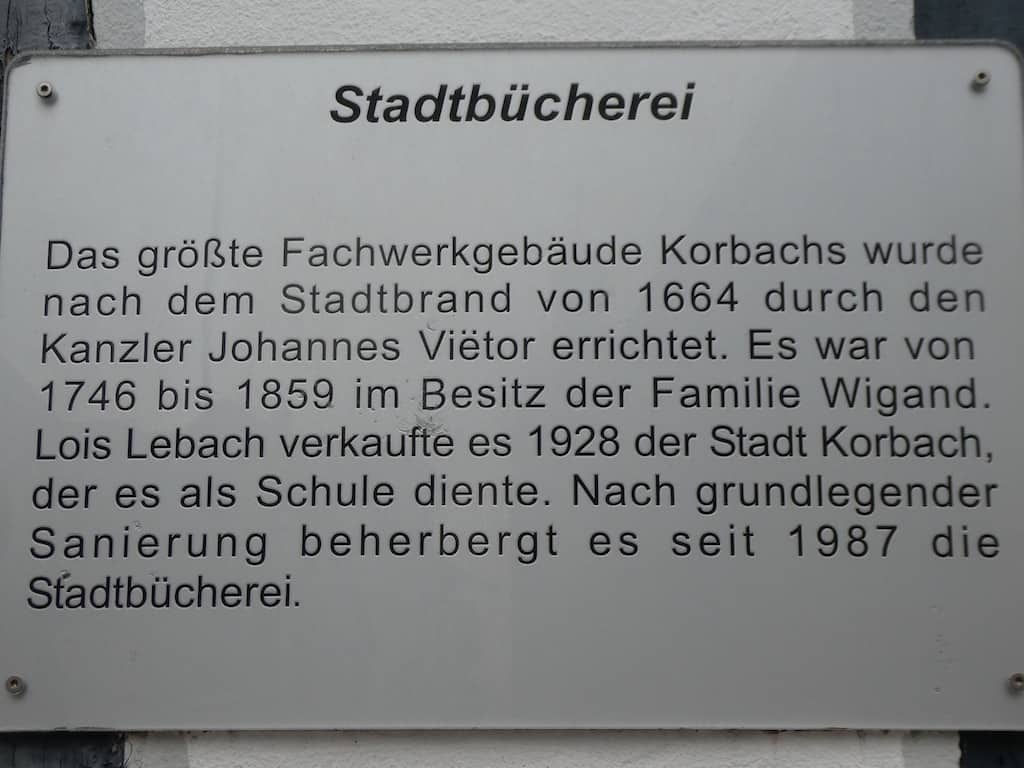 Stadtbücherei
Das größte Fachwerkgebäude Korbachs wurde
nach dem Stadtbrand von 1664 durch den
Kanzler Johannes Viëtor errichtet. Es war von
1746 bis 1859 im Besitz der Familie Wigand.
Lois Lebach verkaufte es 1928 der Stadt Korbach,
der es als Schule diente. Nach grundlegender
Sanierung beherbergt es seit 1987 die
Stadtbücherei.